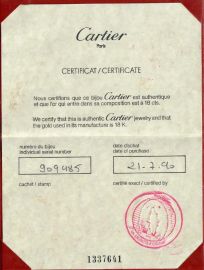 Cartier
Paris
CERTIFICAT / CERTIFICATE
Nous certifions que ce bijou Cartier est authentique
et que l'or qui entre dans sa composition est à 18 cts.
We certify that this is authentic Cartier jewelry and that
the gold used in its manufacture is 18 K.
numéro du bijou
individual serial number
date d'achat
date of purchase
909485
21-7-90
cachet / stamp
certifié exact / certified by
1337641